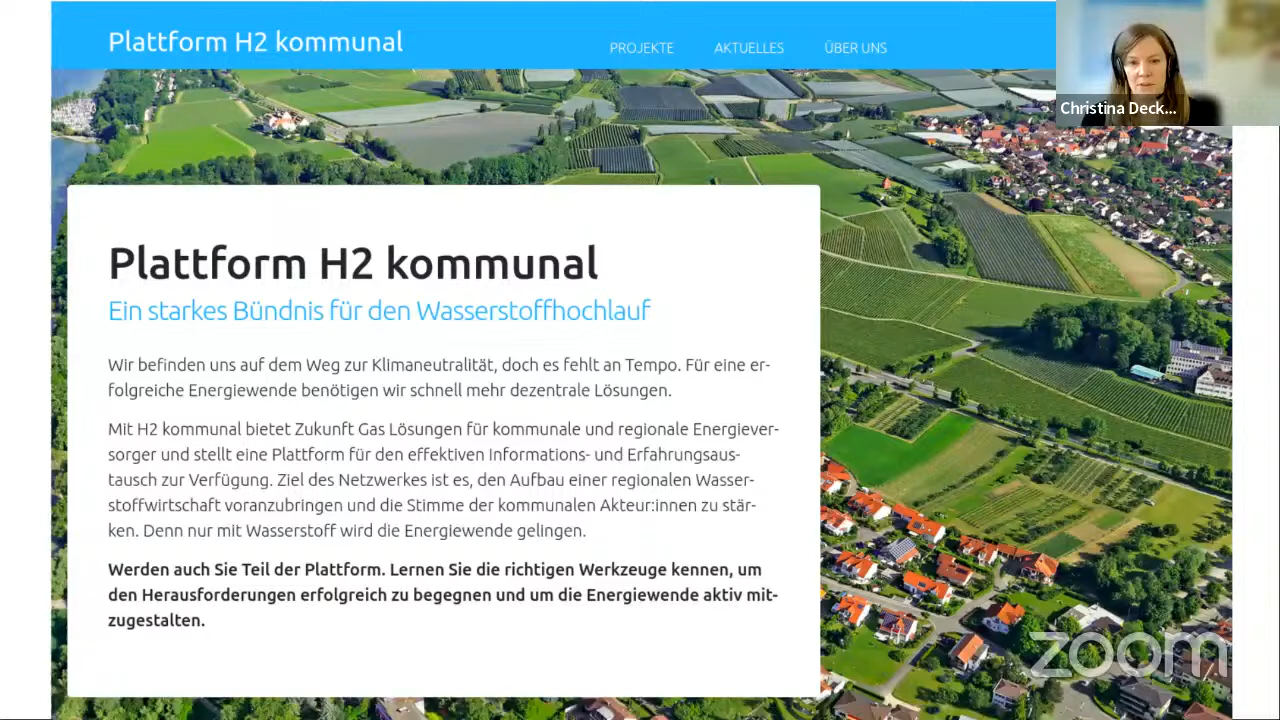 Plattform H2 kommunal
PROJEKTE
AKTUELLES
ÜBER UNS
Christina Deck...
Plattform H2 kommunal
Ein starkes Bündnis für den Wasserstoffhochlauf
Wir befinden uns auf dem Weg zur Klimaneutralität, doch es fehlt an Tempo. Für eine er-
folgreiche Energiewende benötigen wir schnell mehr dezentrale Lösungen.
Mit H2 kommunal bietet Zukunft Gas Lösungen für kommunale und regionale Energiever-
sorger und stellt eine Plattform für den effektiven Informations- und Erfahrungsaus-
tausch zur Verfügung. Ziel des Netzwerkes ist es, den Aufbau einer regionalen Wasser-
stoffwirtschaft voranzubringen und die Stimme der kommunalen Akteur:innen zu stär-
ken. Denn nur mit Wasserstoff wird die Energiewende gelingen.
Werden auch Sie Teil der Plattform. Lernen Sie die richtigen Werkzeuge kennen, um
den Herausforderungen erfolgreich zu begegnen und um die Energiewende aktiv mit-
zugestalten.
zoom